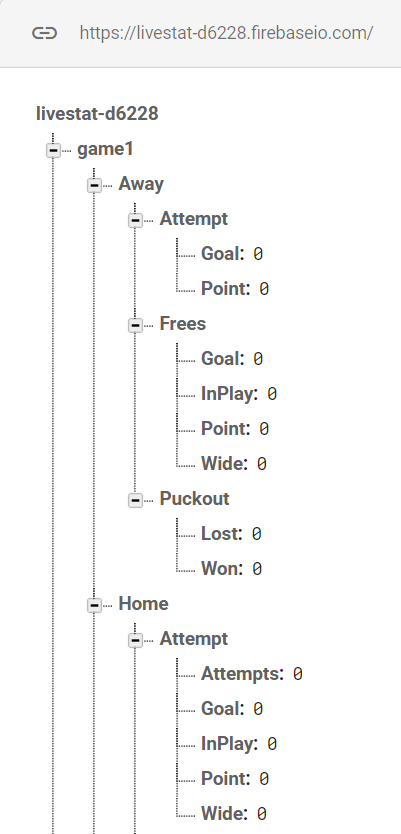 https://livestat-d6228.firebaseio.com/
livestat-d6228
game1
Away
Attempt
Goal: 0
Point: 0
Frees
Goal: 0
InPlay: 0
Point: 0
Wide: 0
Puckout
Lost: 0
Won: 0
Home
Attempt
Attempts: 0
Goal: 0
InPlay: 0
Point: 0
Wide: 0